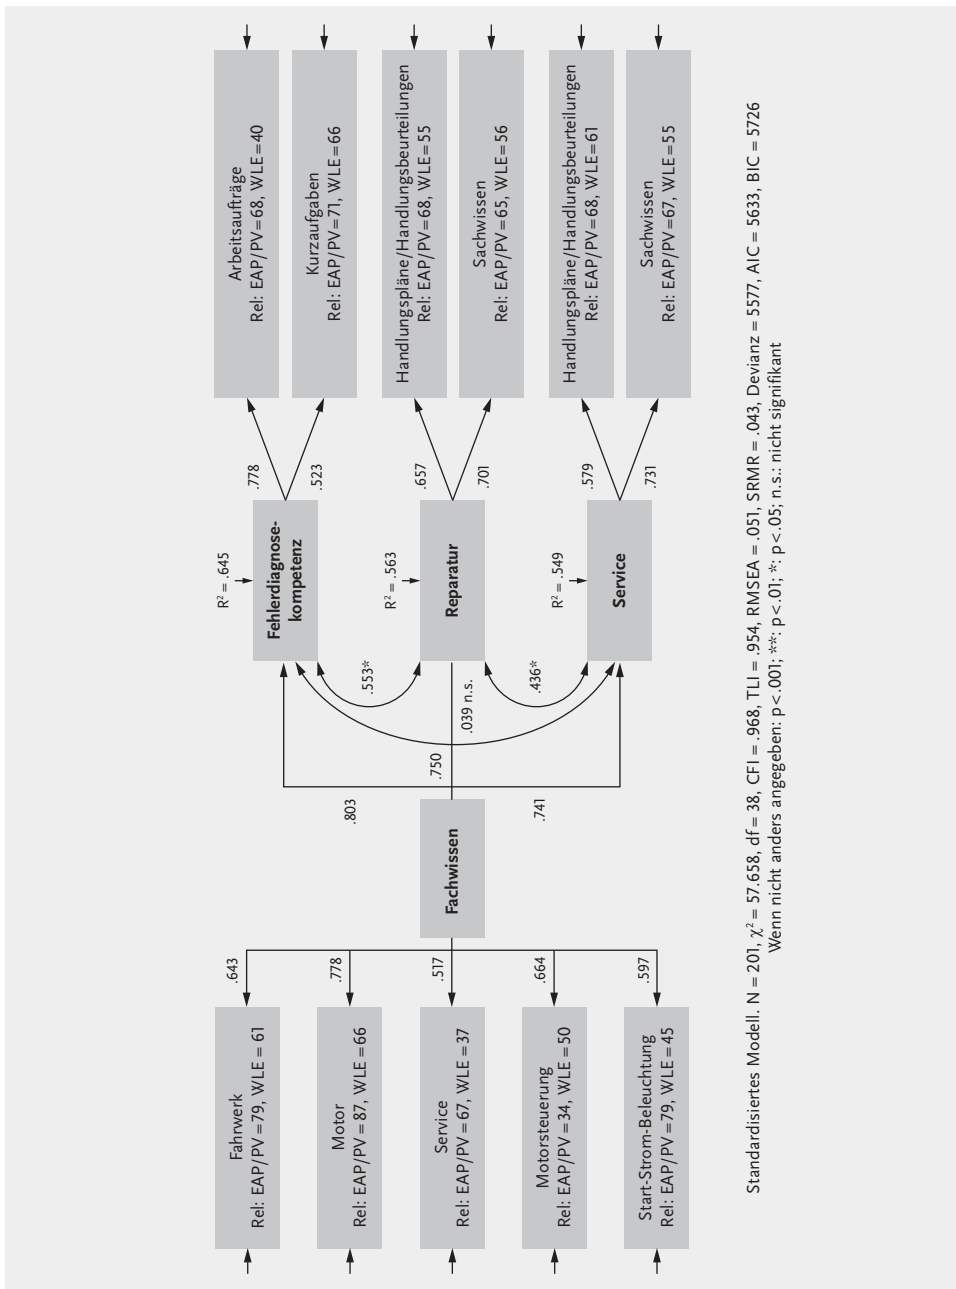 Fahrwerk
Rel: EAP/PV = 79, WLE = 61
Motor
Rel: EAP/PV = 87, WLE = 66
Service
Rel: EAP/PV = 67, WLE = 37
Motorsteuerung
Rel: EAP/PV = 34, WLE = 50
Start-Strom-Beleuchtung
Rel: EAP/PV = 79, WLE = 45
.643
.778
.517
.664
.597
Fachwissen
.803
.750
.741
.553*
.039 n.s.
.436*
R² = .645
Fehlerdiagnose-
kompetenz
R² = .563
Reparatur
R² = .549
Service
.778
.523
.657
.701
.579
.731
Arbeitsaufträge
Rel: EAP/PV = 68, WLE = 40
Kurzaufgaben
Rel: EAP/PV = 71, WLE = 66
Handlungspläne/Handlungsbeurteilungen
Rel: EAP/PV = 68, WLE = 55
Sachwissen
Rel: EAP/PV = 65, WLE = 56
Handlungspläne/Handlungsbeurteilungen
Rel: EAP/PV = 68, WLE = 61
Sachwissen
Rel: EAP/PV = 67, WLE = 55
Standardisiertes Modell. N = 201, χ² = 57.658, df = 38, CFI = .968, TLI = .954, RMSEA = .051, SRMR = .043, Devianz = 5577, AIC = 5633, BIC = 5726
Wenn nicht anders angegeben: p < .001; **: p < .01; *: p < .05; n.s.: nicht signifikant